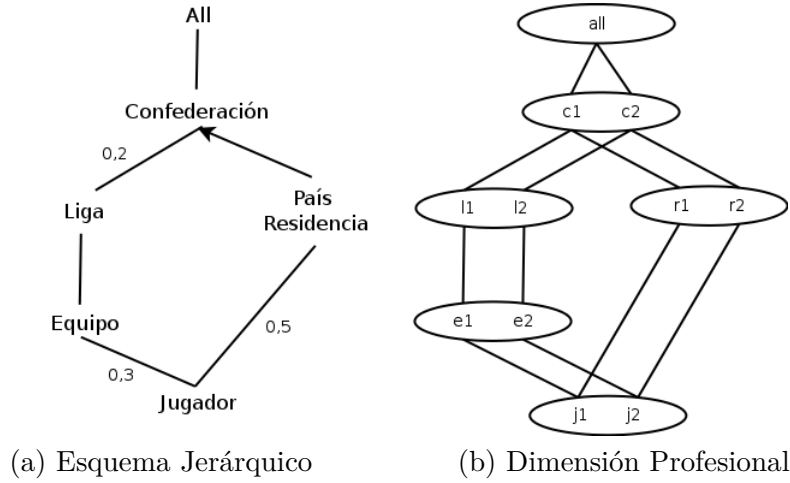 All
Confederación
0,2
Liga
País
Residencia
Equipo
0,5
0,3
Jugador
(a) Esquema Jerárquico
all
c1 c2
l1 l2
r1 r2
e1 e2
j1 j2
(b) Dimensión Profesional